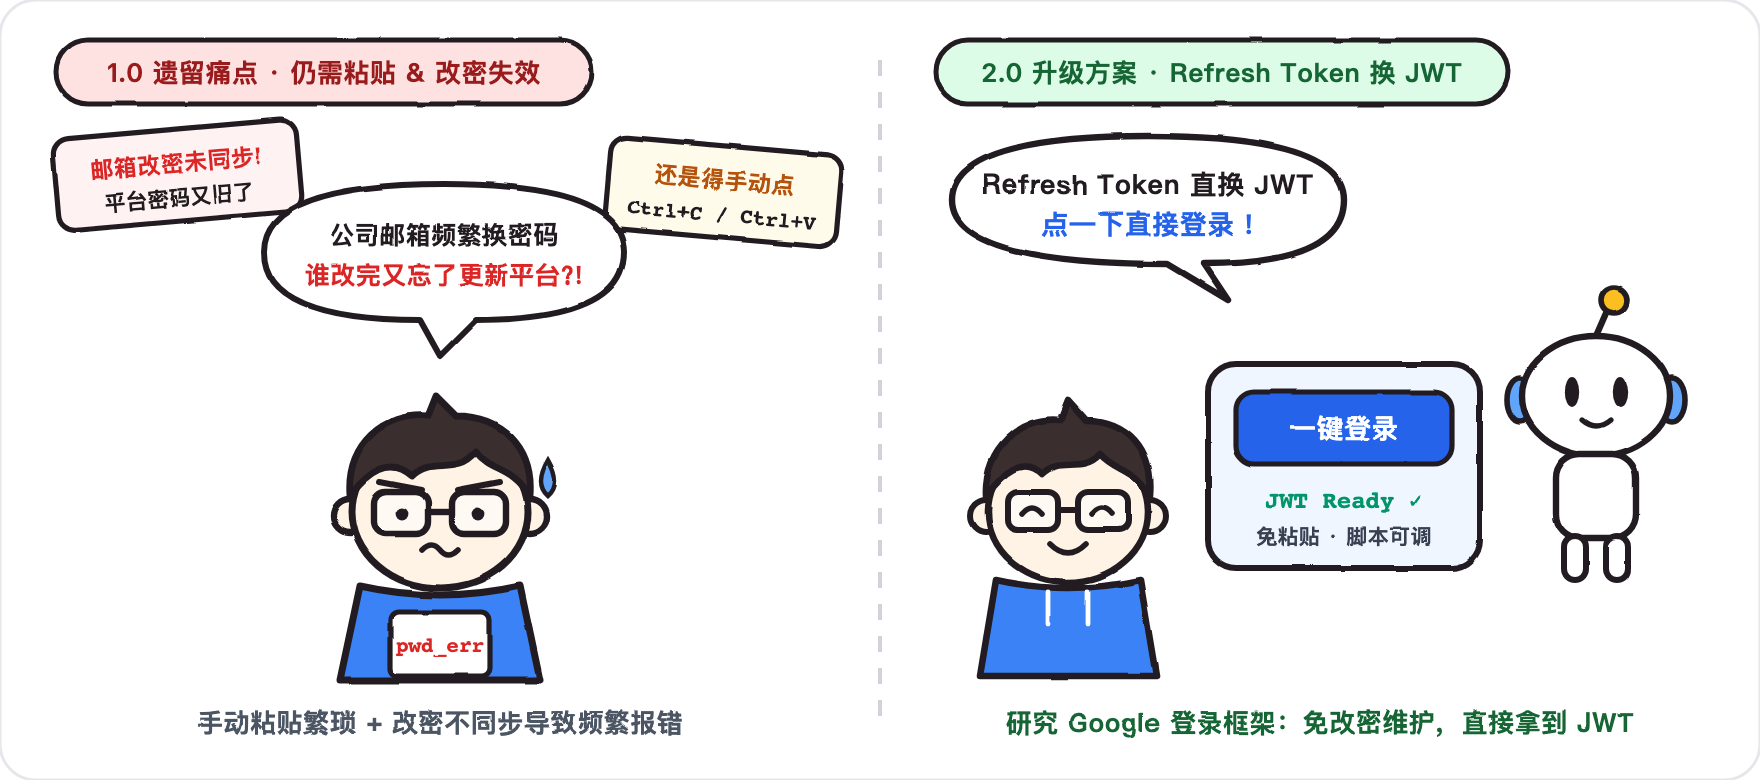 1.0 遗留痛点 · 仍需粘贴 & 改密失效
邮箱改密未同步!
平台密码又旧了
还是得手动点
Ctrl+C / Ctrl+V
公司邮箱频繁换密码
谁改完又忘了更新平台?!
pwd_err
手动粘贴繁琐 + 改密不同步导致频繁报错
2.0 升级方案 · Refresh Token 换 JWT
Refresh Token 直换 JWT
点一下直接登录！
一键登录
JWT Ready ✓
免粘贴 · 脚本可调
研究 Google 登录框架：免改密维护，直接拿到 JWT